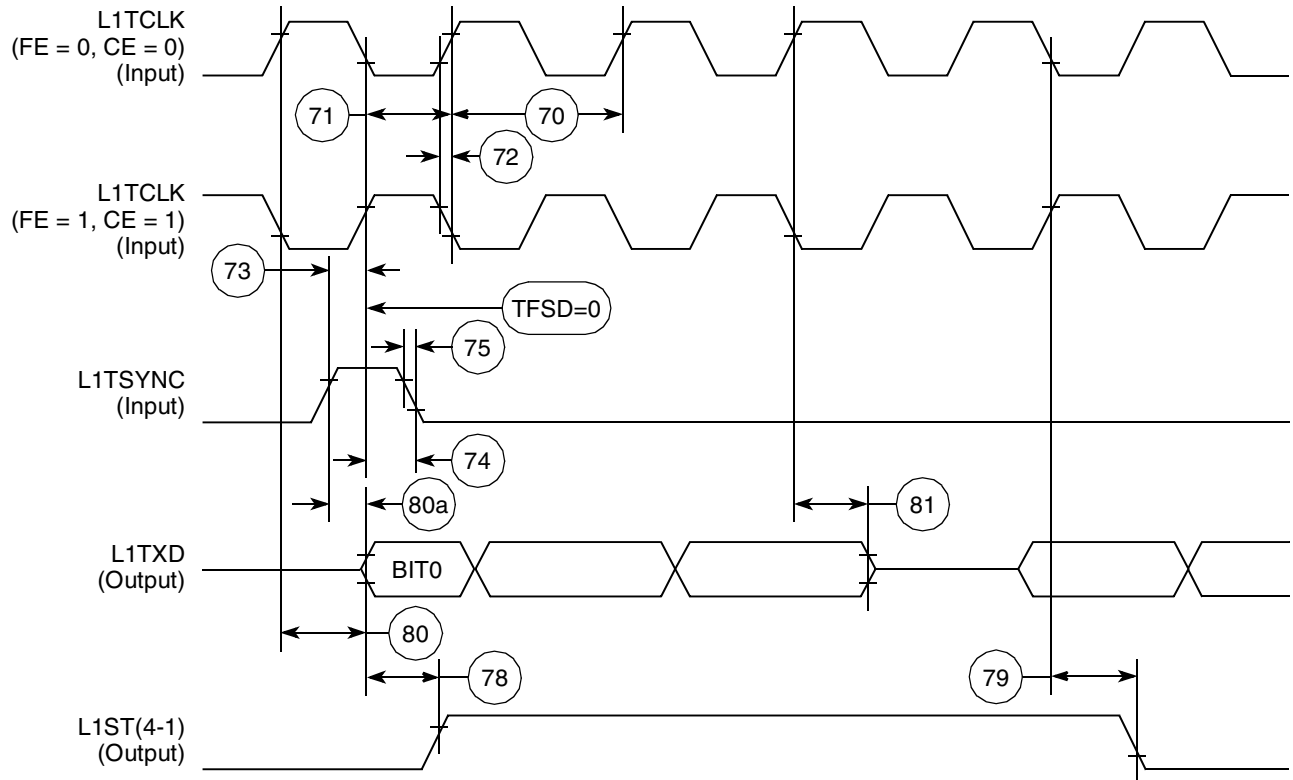 L1TCLK
(FE = 0, CE = 0)
(Input)
71
70
72
L1TCLK
(FE = 1, CE = 1)
(Input)
73
TFSD=0
75
L1TSYNC
(Input)
74
80a
81
L1TXD
(Output)
BIT0
80
78
79
L1ST(4-1)
(Output)